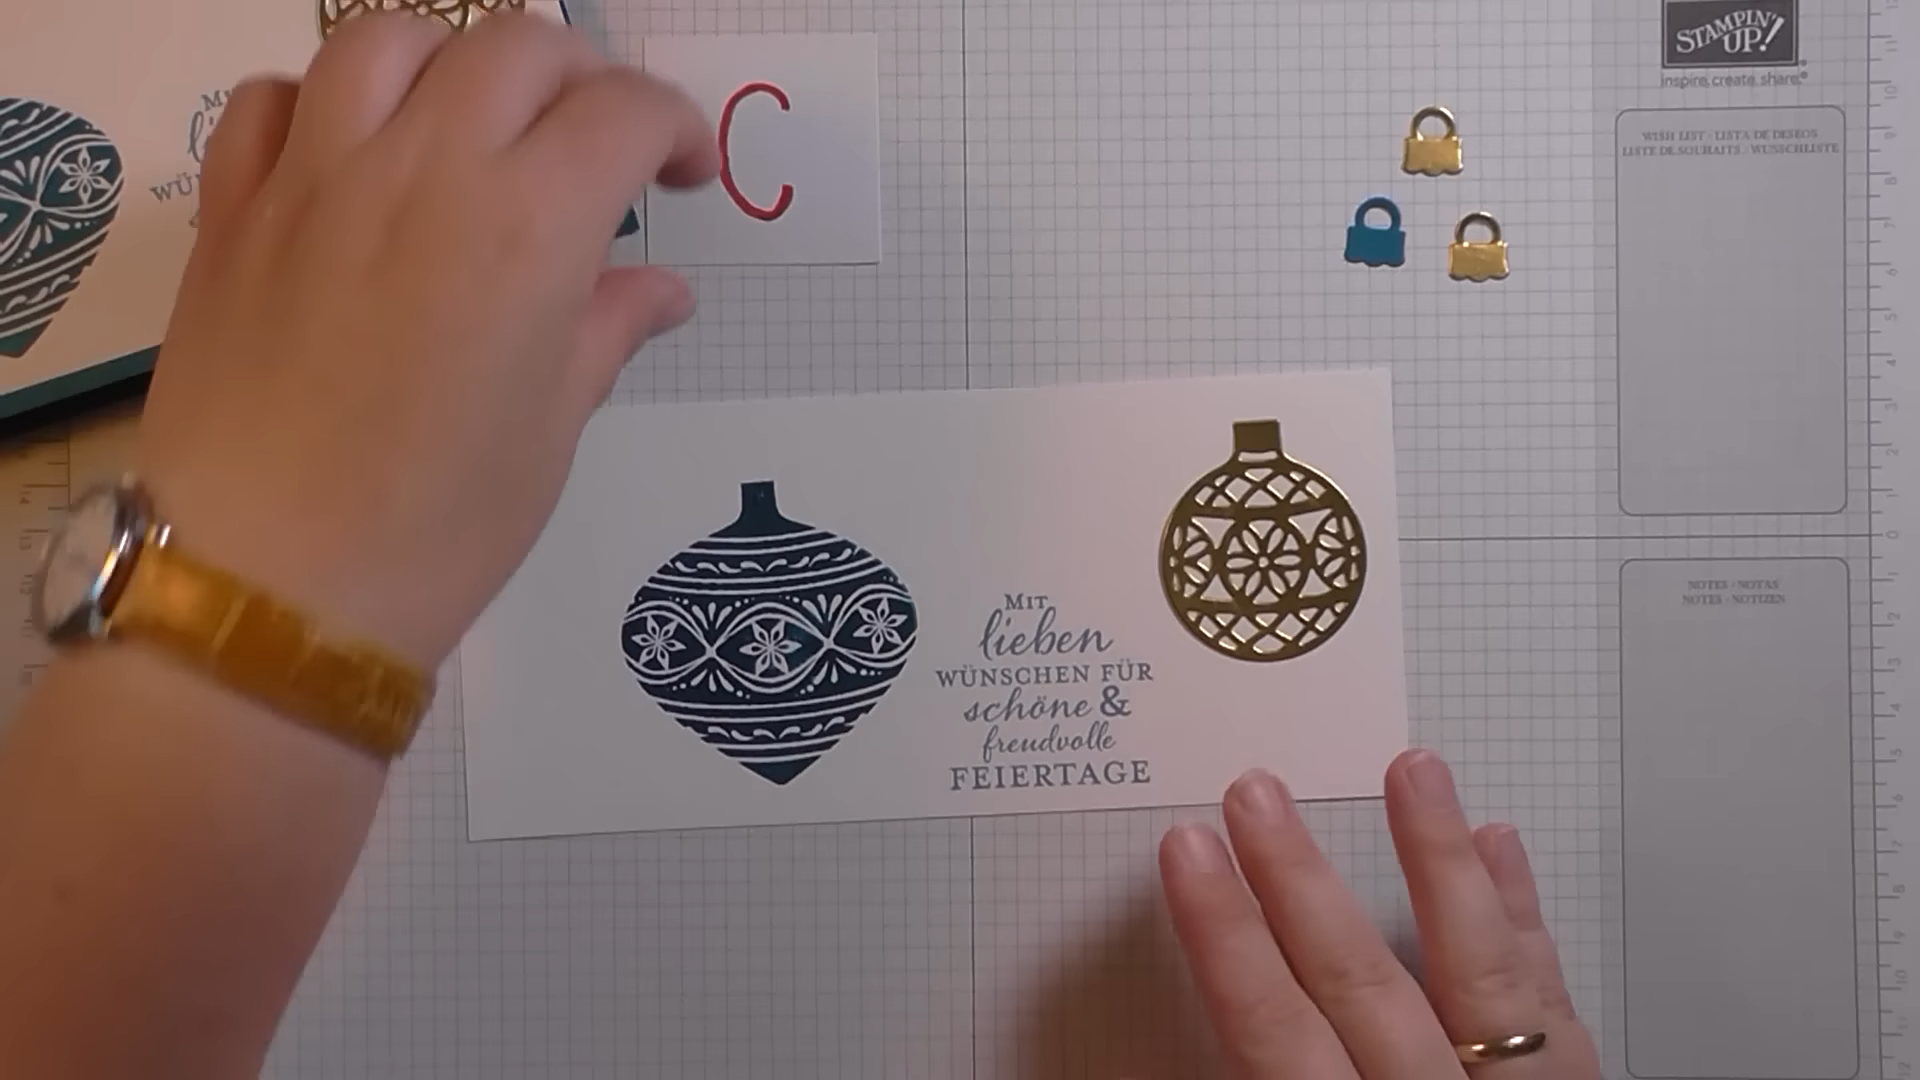 STAMPIN' UP!
inspire. create. share.
C
WISH LIST · LISTA DE DESEOS
LISTE DE SOUHAITS · WUNSCHLISTE
MIT
lieben
WÜNSCHEN FÜR
schöne &
freudvolle
FEIERTAGE
NOTES · NOTAS
NOTES · NOTIZEN